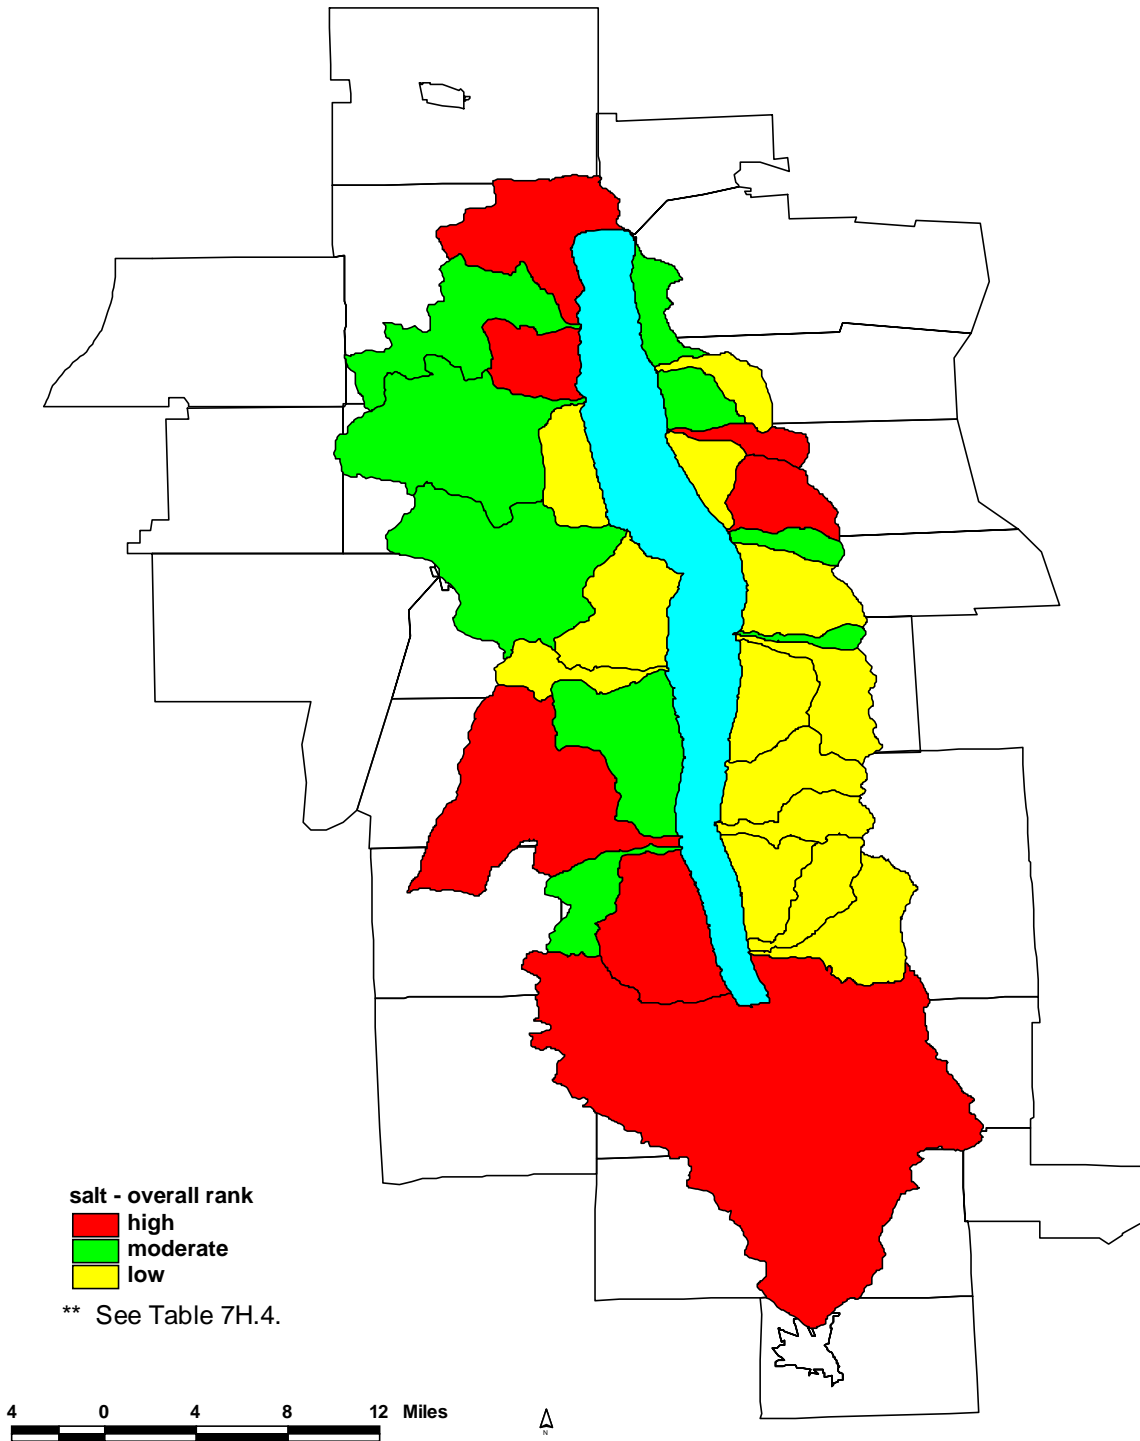 salt - overall rank
high
moderate
low
** See Table 7H.4.
4 0 4 8 12 Miles
N